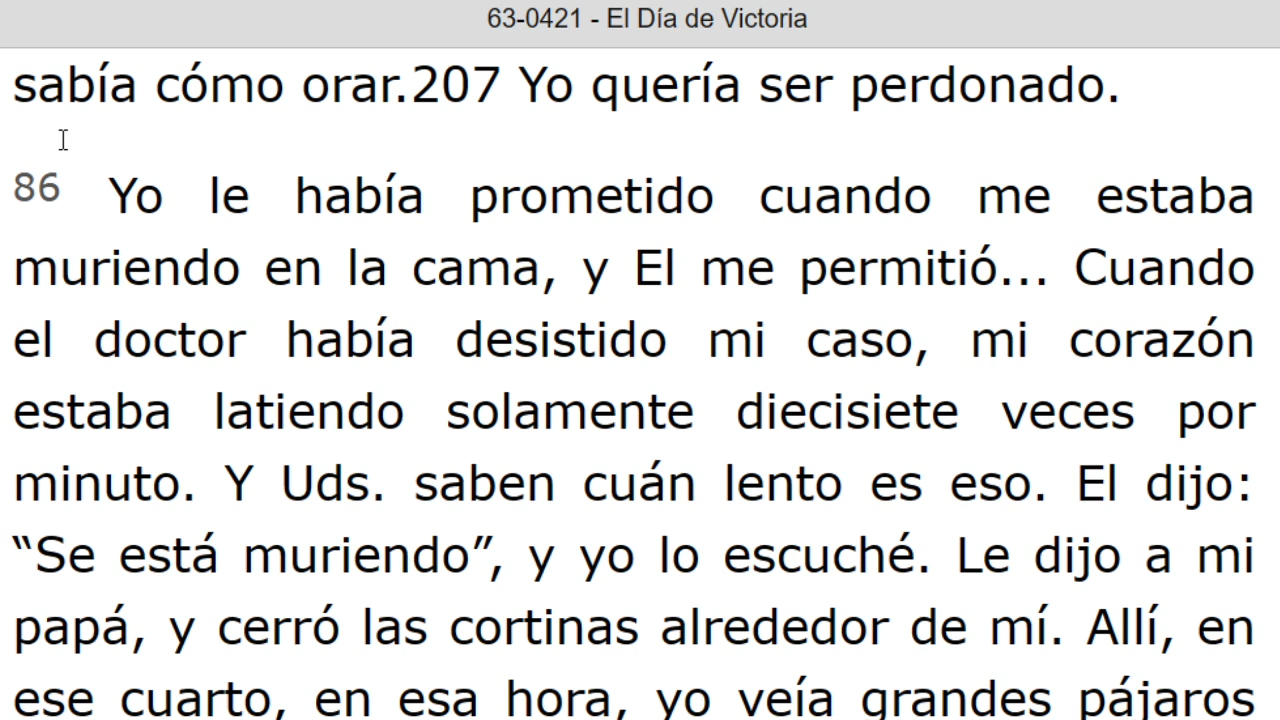 63-0421 - El Día de Victoria
sabía cómo orar.207 Yo quería ser perdonado.
86 Yo le había prometido cuando me estaba
muriendo en la cama, y El me permitió... Cuando
el doctor había desistido mi caso, mi corazón
estaba latiendo solamente diecisiete veces por
minuto. Y Uds. saben cuán lento es eso. El dijo:
“Se está muriendo”, y yo lo escuché. Le dijo a mi
papá, y cerró las cortinas alrededor de mí. Allí, en
ese cuarto, en esa hora, yo veía grandes pájaros